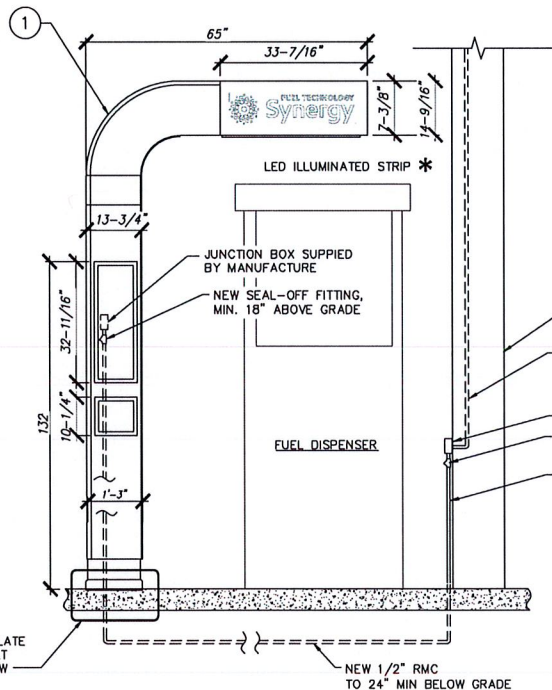 1
65"
33-7/16"
FUEL TECHNOLOGY
Synergy
7-3/8"
14-9/16"
LED ILLUMINATED STRIP *
13-3/4"
JUNCTION BOX SUPPIED
BY MANUFACTURE
NEW SEAL-OFF FITTING,
MIN. 18" ABOVE GRADE
32-11/16"
132
10-1/4"
FUEL DISPENSER
1'-3"
LATE
T
W
NEW 1/2" RMC
TO 24" MIN BELOW GRADE